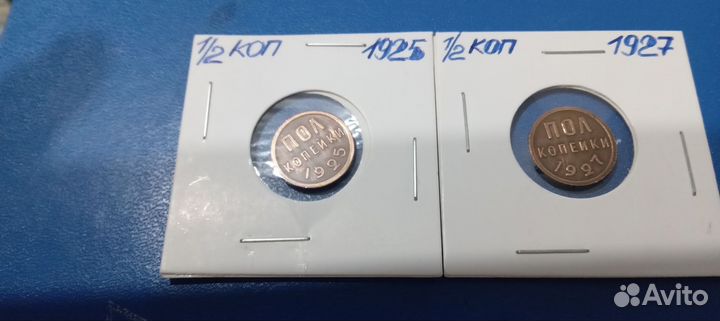 1/2 КОП 1925
ПОЛ
КОПЕЙКИ
1925
1/2 КОП 1927
ПОЛ
КОПЕЙКИ
1927
Avito